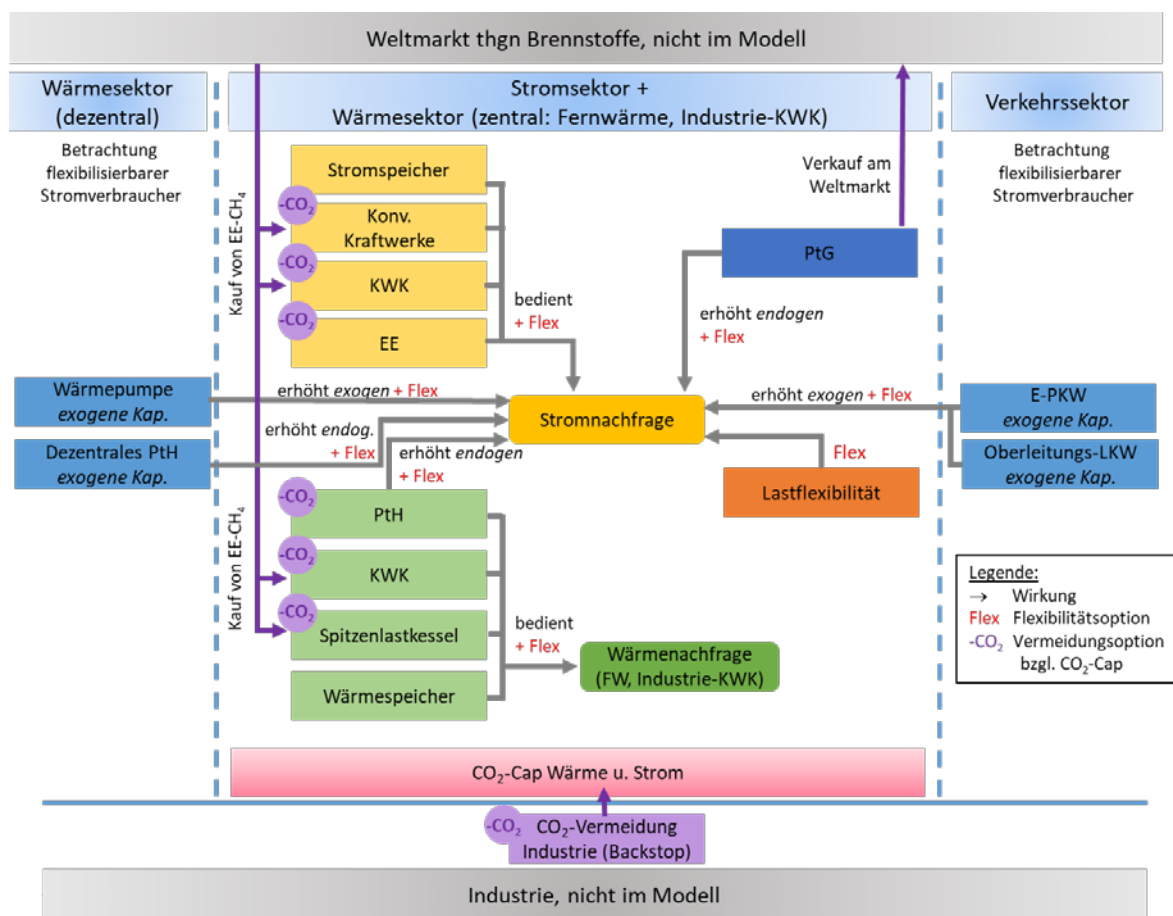 Weltmarkt thgn Brennstoffe, nicht im Modell
Wärmesektor
(dezentral)
Betrachtung
flexibilisierbarer
Stromverbraucher
Stromsektor +
Wärmesektor (zentral: Fernwärme, Industrie-KWK)
Verkehrssektor
Betrachtung
flexibilisierbarer
Stromverbraucher
Kauf von EE-CH₄
Stromspeicher
-CO₂
Konv.
Kraftwerke
-CO₂
KWK
-CO₂
EE
bedient
+ Flex
Verkauf am
Weltmarkt
PtG
erhöht endogen
+ Flex
Wärmepumpe
exogene Kap.
erhöht exogen + Flex
Stromnachfrage
erhöht exogen + Flex
E-PKW
exogene Kap.
Dezentrales PtH
exogene Kap.
erhöht endog.
+ Flex
erhöht endogen
+ Flex
Flex
Lastflexibilität
Oberleitungs-LKW
exogene Kap.
Kauf von EE-CH₄
-CO₂
PtH
-CO₂
KWK
-CO₂
Spitzenlastkessel
Wärmespeicher
bedient
+ Flex
Wärmenachfrage
(FW, Industrie-KWK)
Legende:
→ Wirkung
Flex Flexibilitätsoption
-CO₂ Vermeidungsoption
bzgl. CO₂-Cap
CO₂-Cap Wärme u. Strom
-CO₂
CO₂-Vermeidung
Industrie (Backstop)
Industrie, nicht im Modell